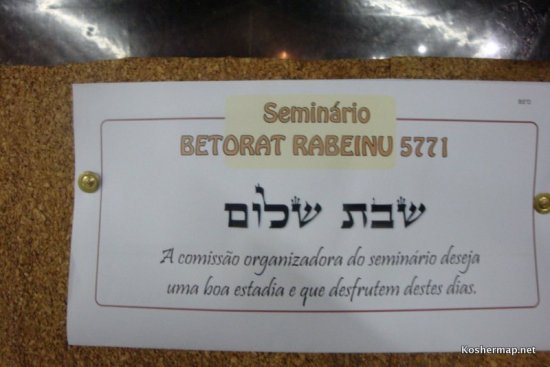 בס"ד
Seminário
BETORAT RABEINU 5771
שבת שלום
A comissão organizadora do seminário deseja
uma boa estadia e que desfrutem destes dias.
Koshermap.net